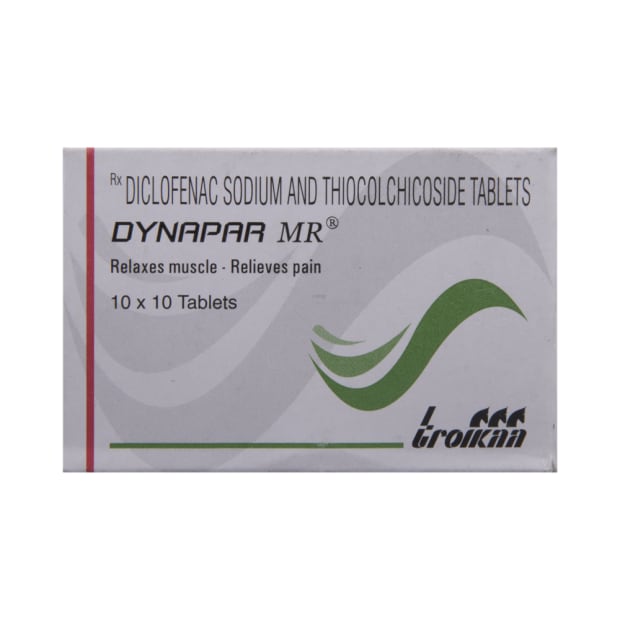 Rx DICLOFENAC SODIUM AND THIOCOLCHICOSIDE TABLETS
DYNAPAR MR®
Relaxes muscle - Relieves pain
10 x 10 Tablets
troikaa